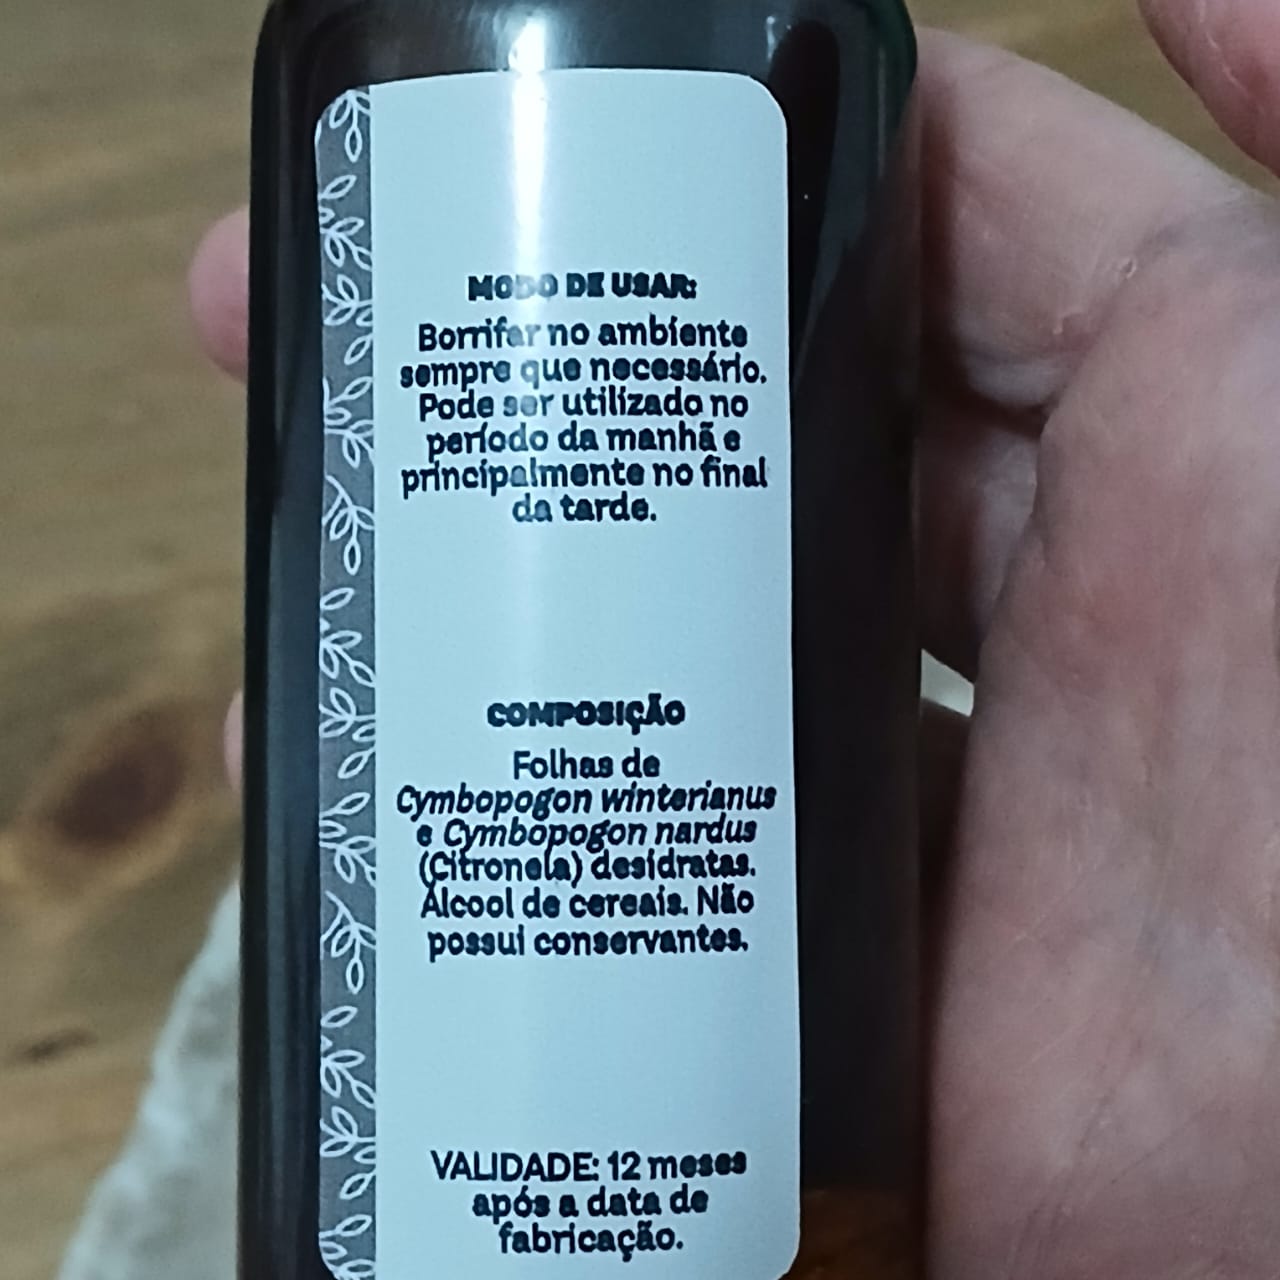 MODO DE USAR:
Borrifar no ambiente
sempre que necessário.
Pode ser utilizado no
período da manhã e
principalmente no final
da tarde.
COMPOSIÇÃO
Folhas de
Cymbopogon winterianus
e Cymbopogon nardus
(Citronela) desidratas.
Álcool de cereais. Não
possui conservantes.
VALIDADE: 12 meses
após a data de
fabricação.